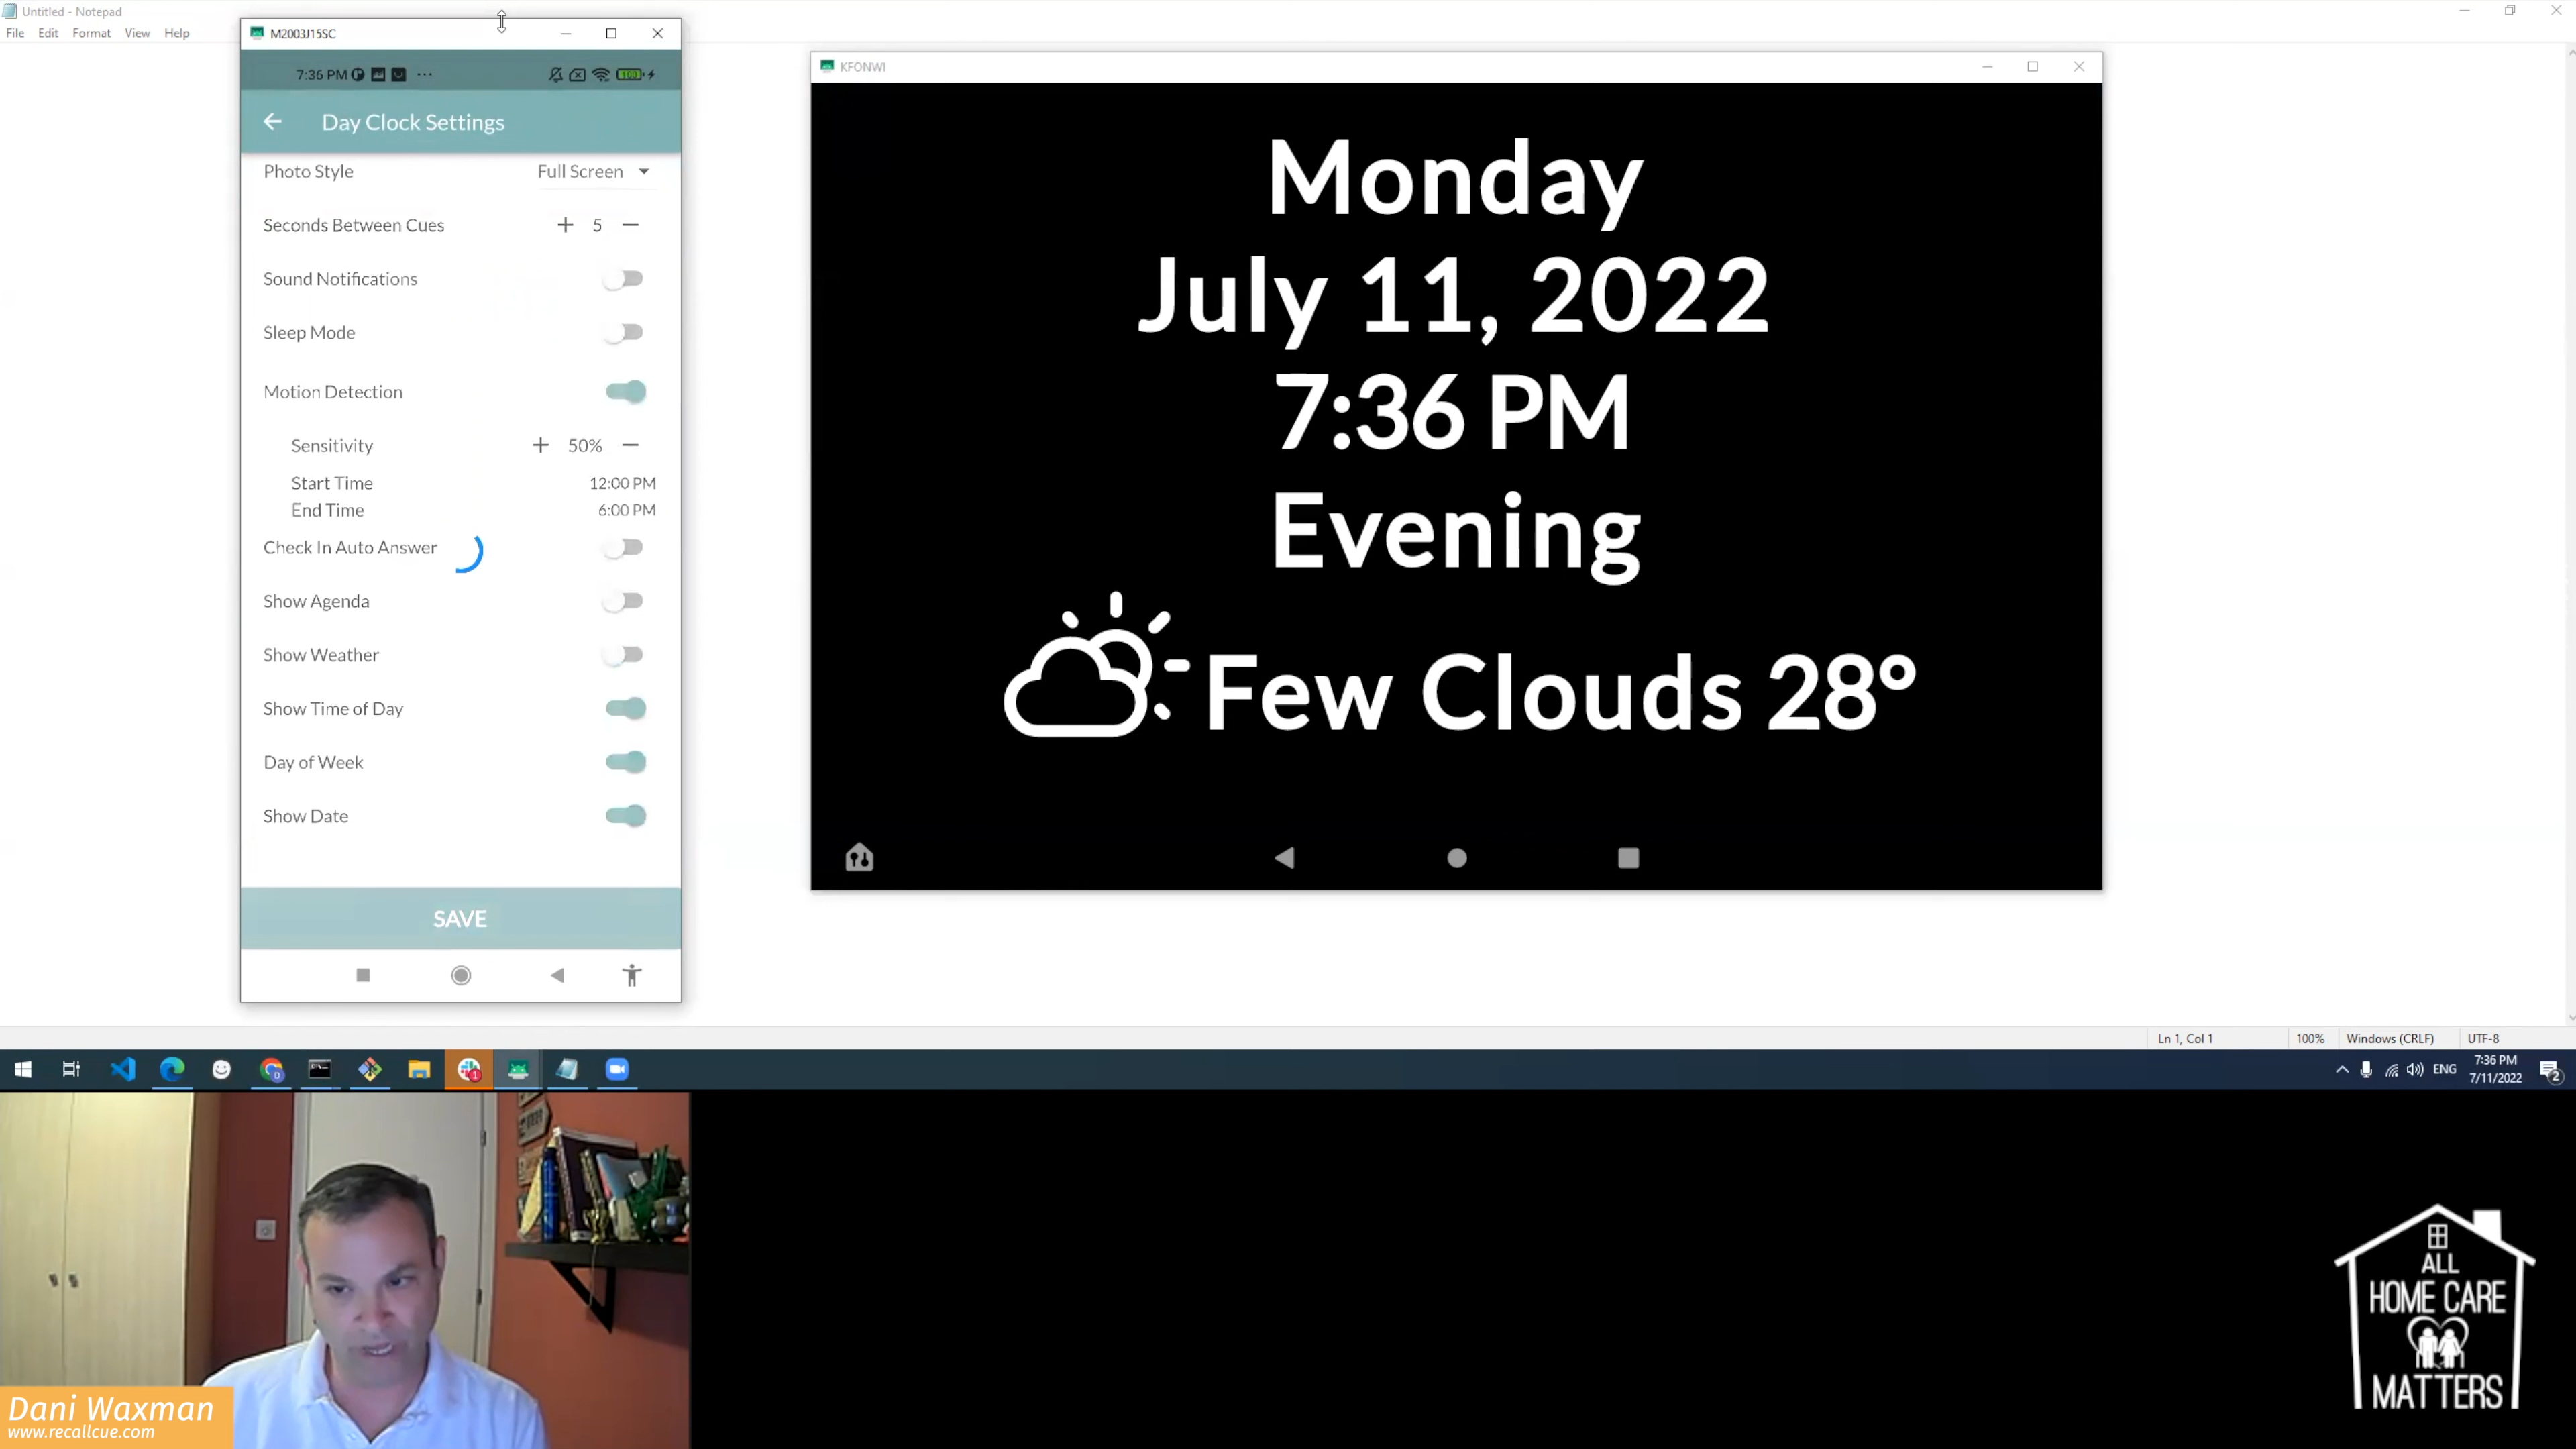 Untitled - Notepad
File Edit Format View Help
M2003J15SC
7:36 PM
100
Day Clock Settings
Photo Style Full Screen
Seconds Between Cues + 5 −
Sound Notifications
Sleep Mode
Motion Detection
Sensitivity + 50% −
Start Time 12:00 PM
End Time 6:00 PM
Check In Auto Answer
Show Agenda
Show Weather
Show Time of Day
Day of Week
Show Date
SAVE
KFONWI
Monday
July 11, 2022
7:36 PM
Evening
Few Clouds 28°
Ln 1, Col 1 100% Windows (CRLF) UTF-8
ENG
7:36 PM
7/11/2022
2
Dani Waxman
www.recallcue.com
ALL
HOME CARE
MATTERS